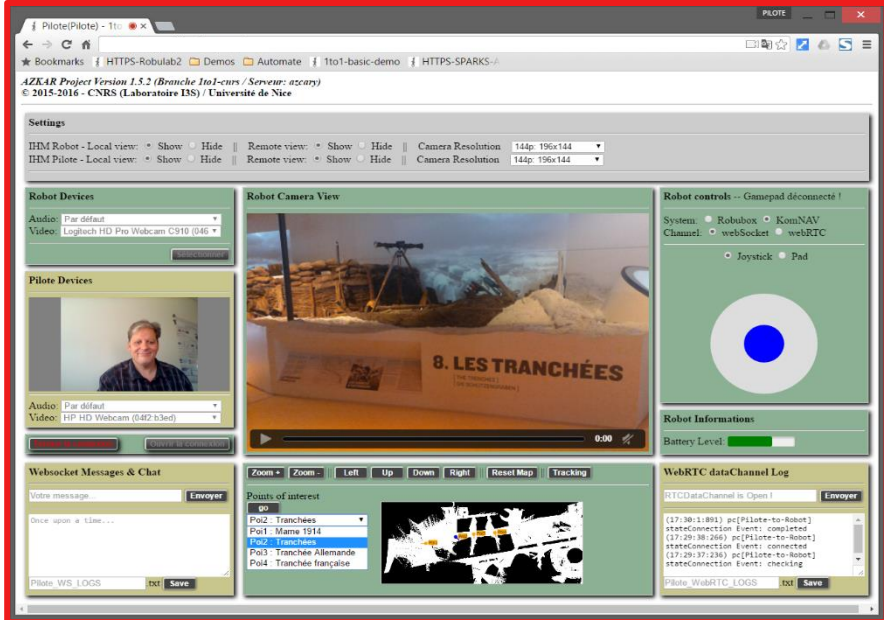 PILOTE
Pilote(Pilote) - 1to
Bookmarks HTTPS-Robulab2 Demos Automate 1to1-basic-demo HTTPS-SPARKS-A
AZKAR Project Version 1.5.2 (Branche 1to1-cnrs / Serveur: azcary)
© 2015-2016 - CNRS (Laboratoire I3S) / Université de Nice
Settings
IHM Robot - Local view: Show Hide || Remote view: Show Hide || Camera Resolution 144p: 196x144
IHM Pilote - Local view: Show Hide || Remote view: Show Hide || Camera Resolution 144p: 196x144
Robot Devices
Audio: Par défaut
Video: Logitech HD Pro Webcam C910 (046
Sélectionner
Pilote Devices
Audio: Par défaut
Video: HP HD Webcam (04f2:b3ed)
Ouvrir la connexion
Websocket Messages & Chat
Votre message... Envoyer
Once upon a time...
Pilote_WS_LOGS .txt Save
Robot Camera View
8. LES TRANCHÉES
0:00
Zoom + Zoom - || Left Up Down Right || Reset Map || Tracking
Points of interest
go
Poi2 : Tranchées
Poi1 : Marne 1914
Poi2 : Tranchées
Poi3 : Tranchée Allemande
Poi4 : Tranchée française
Robot controls -- Gamepad déconnecté !
System: Robubox KomNAV
Channel: webSocket webRTC
Joystick Pad
Robot Informations
Battery Level:
WebRTC dataChannel Log
RTCDataChannel is Open ! Envoyer
(17:30:1:891) pc[Pilote-to-Robot]
stateConnection Event: completed
(17:29:38:266) pc[Pilote-to-Robot]
stateConnection Event: connected
(17:29:37:236) pc[Pilote-to-Robot]
stateConnection Event: checking
Pilote_WebRTC_LOGS .txt Save